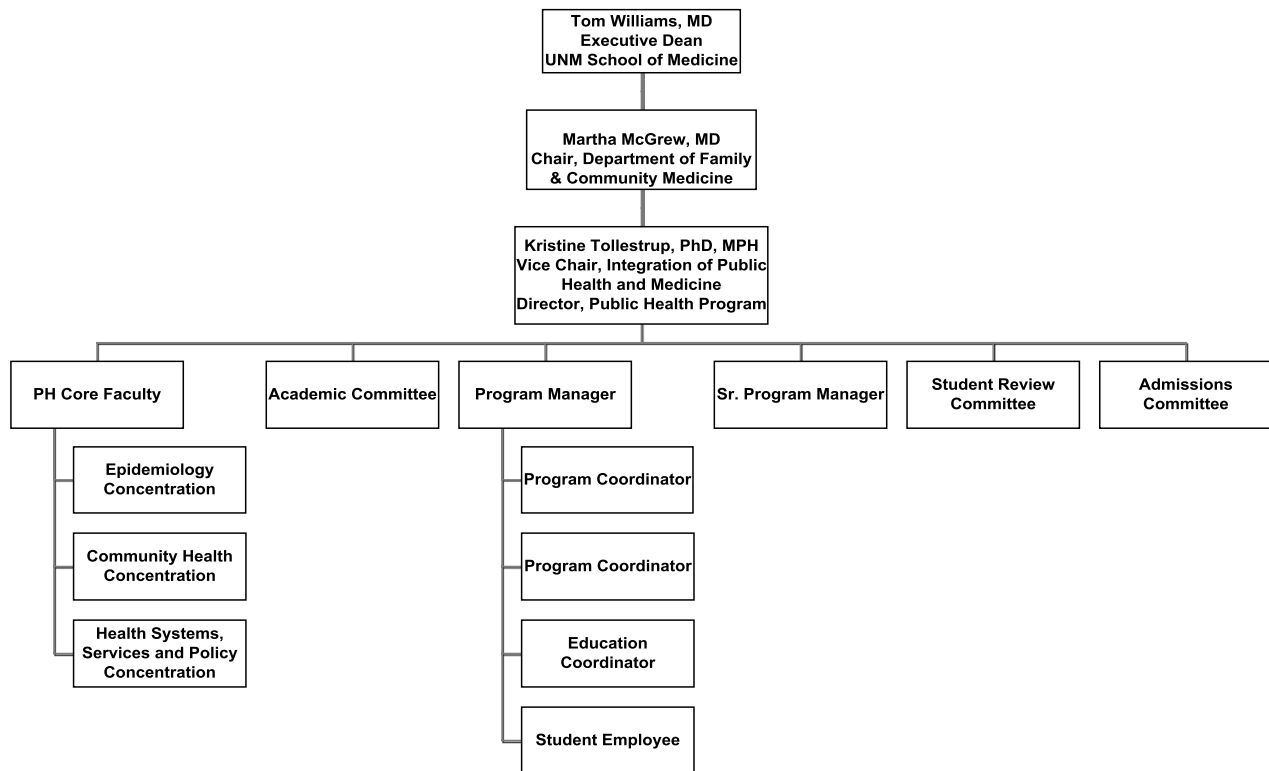 Tom Williams, MD
Executive Dean
UNM School of Medicine
Martha McGrew, MD
Chair, Department of Family
& Community Medicine
Kristine Tollestrup, PhD, MPH
Vice Chair, Integration of Public
Health and Medicine
Director, Public Health Program
PH Core Faculty
Academic Committee
Program Manager
Sr. Program Manager
Student Review
Committee
Admissions
Committee
Epidemiology
Concentration
Community Health
Concentration
Health Systems,
Services and Policy
Concentration
Program Coordinator
Program Coordinator
Education
Coordinator
Student Employee